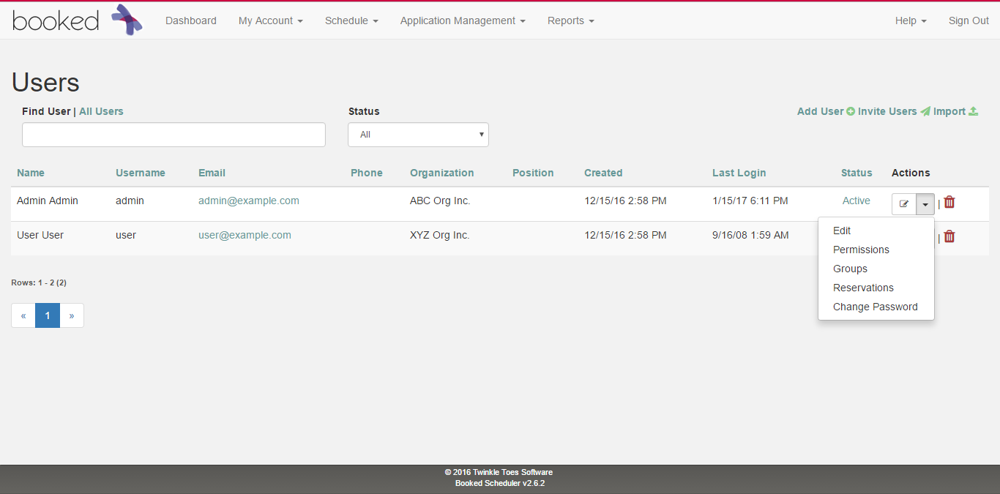 booked Dashboard My Account Schedule Application Management Reports Help Sign Out
Users
Find User | All Users Status Add User Invite Users Import
All
Name Username Email Phone Organization Position Created Last Login Status Actions
Admin Admin admin admin@example.com ABC Org Inc. 12/15/16 2:58 PM 1/15/17 6:11 PM Active |
User User user user@example.com XYZ Org Inc. 12/15/16 2:58 PM 9/16/08 1:59 AM |
Edit
Permissions
Groups
Reservations
Change Password
Rows: 1 - 2 (2)
« 1 »
© 2016 Twinkle Toes Software
Booked Scheduler v2.6.2